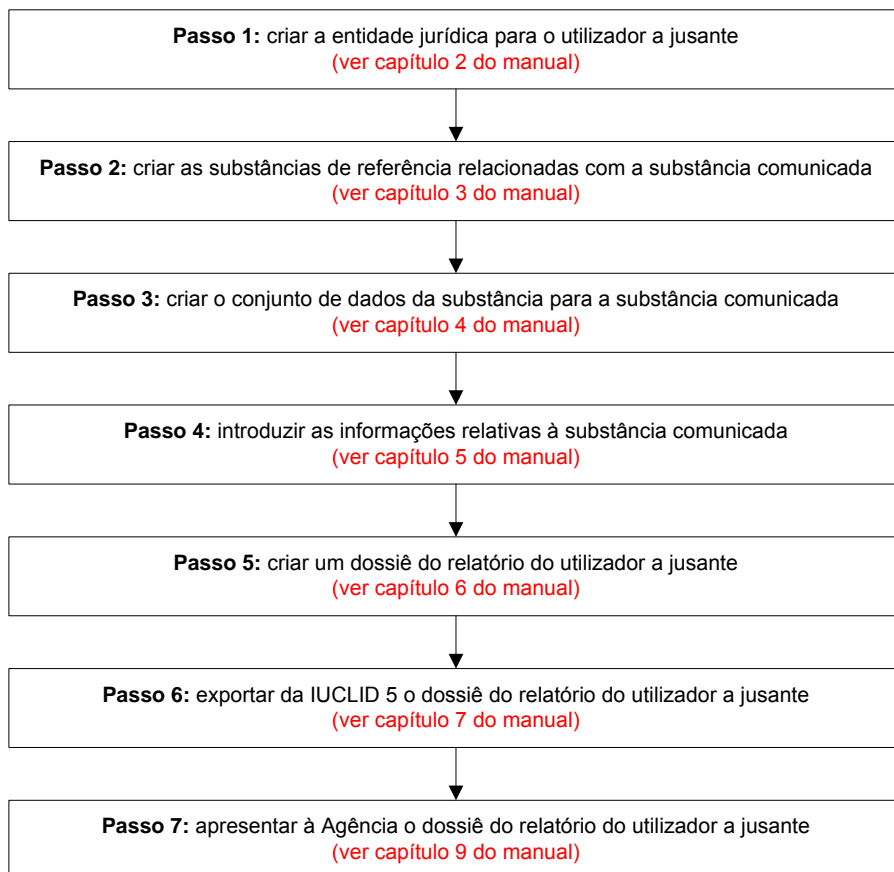 Passo 1: criar a entidade jurídica para o utilizador a jusante
(ver capítulo 2 do manual)
Passo 2: criar as substâncias de referência relacionadas com a substância comunicada
(ver capítulo 3 do manual)
Passo 3: criar o conjunto de dados da substância para a substância comunicada
(ver capítulo 4 do manual)
Passo 4: introduzir as informações relativas à substância comunicada
(ver capítulo 5 do manual)
Passo 5: criar um dossiê do relatório do utilizador a jusante
(ver capítulo 6 do manual)
Passo 6: exportar da IUCLID 5 o dossiê do relatório do utilizador a jusante
(ver capítulo 7 do manual)
Passo 7: apresentar à Agência o dossiê do relatório do utilizador a jusante
(ver capítulo 9 do manual)